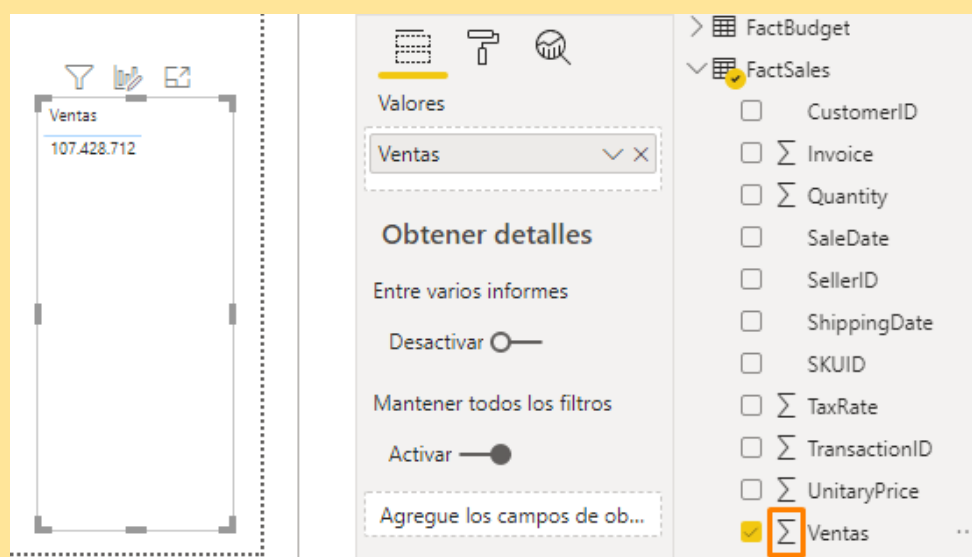 Ventas
107.428.712
Valores
Ventas
Obtener detalles
Entre varios informes
Desactivar
Mantener todos los filtros
Activar
Agregue los campos de ob...
FactBudget
FactSales
CustomerID
∑ Invoice
∑ Quantity
SaleDate
SellerID
ShippingDate
SKUID
∑ TaxRate
∑ TransactionID
∑ UnitaryPrice
∑ Ventas